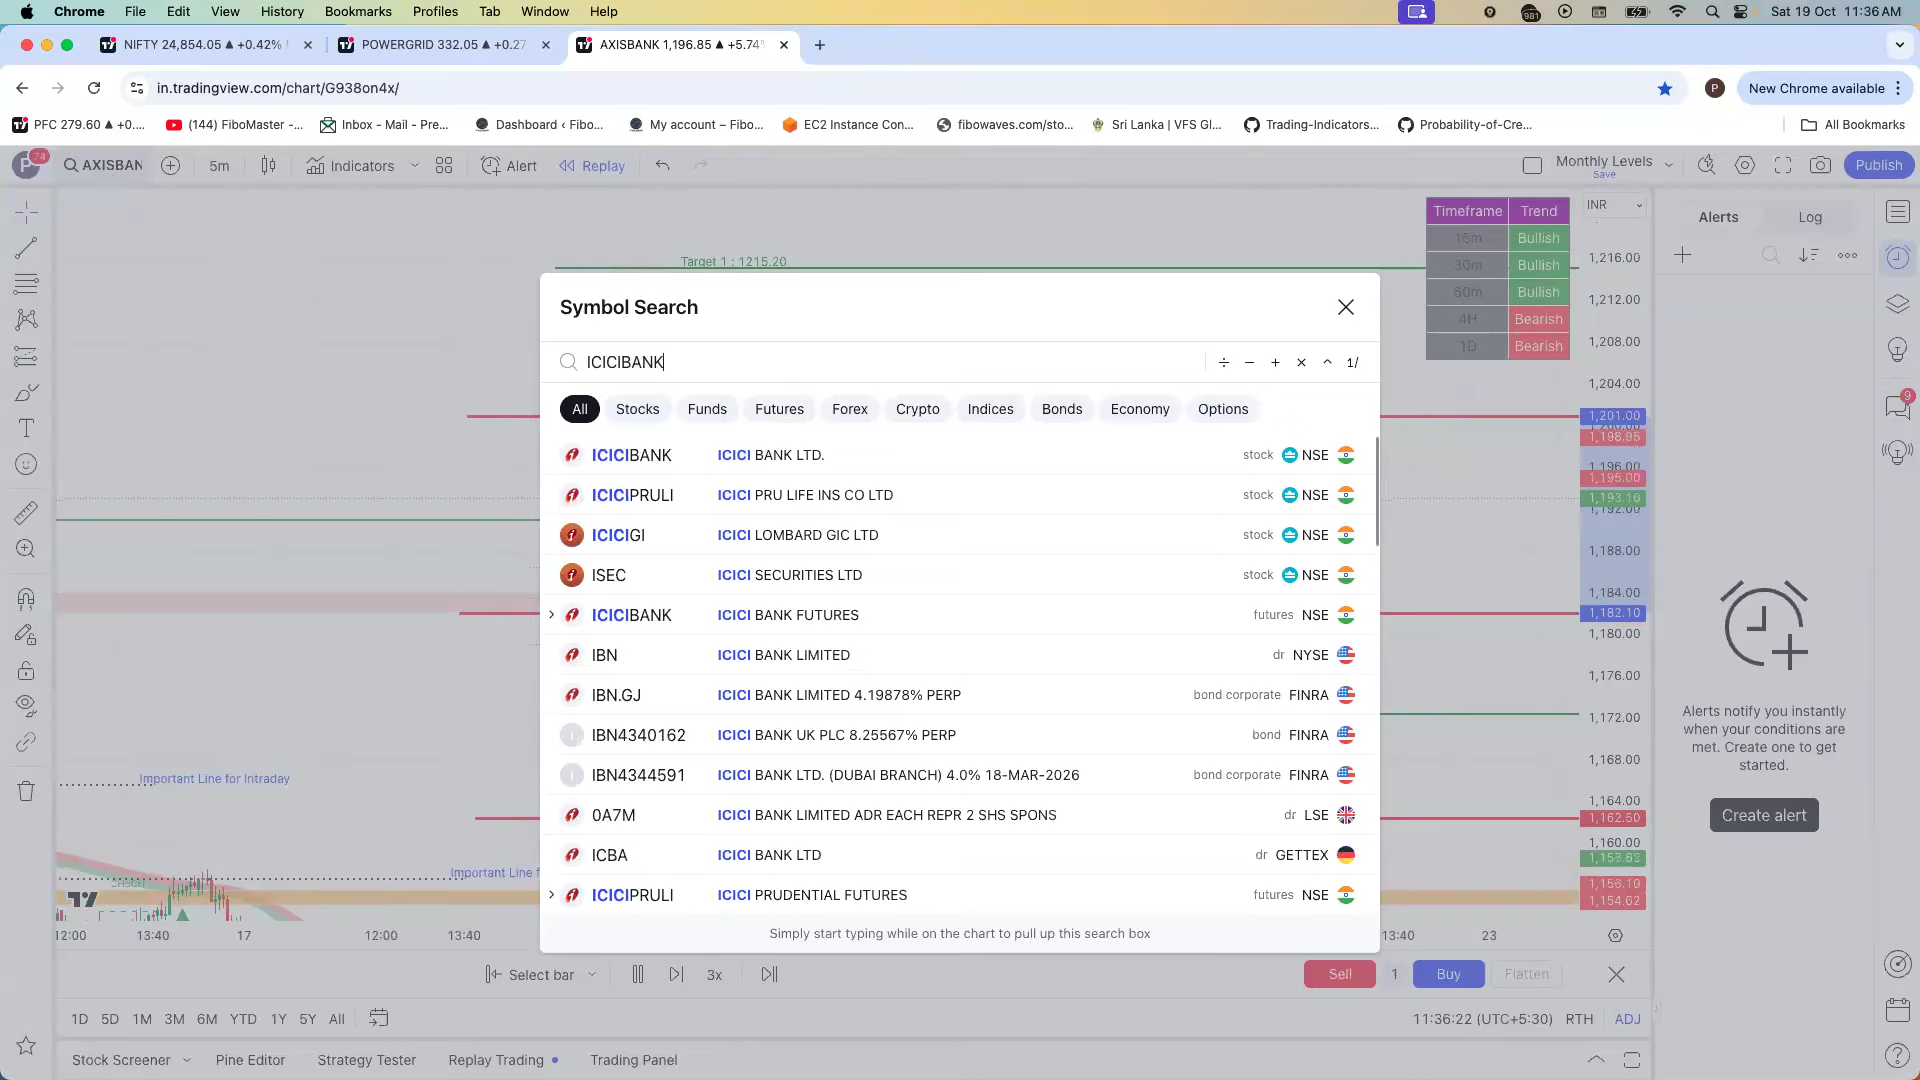 Chrome File Edit View History Bookmarks Profiles Tab Window Help 981 Sat 19 Oct 11:36 AM
NIFTY 24,854.05 ▲ +0.42% POWERGRID 332.05 ▲ +0.27 AXISBANK 1,196.85 ▲ +5.74%
in.tradingview.com/chart/G938on4x/ P New Chrome available
PFC 279.60 ▲ +0.... (144) FiboMaster -... Inbox - Mail - Pre... Dashboard ‹ Fibo... My account – Fibo... EC2 Instance Con... fibowaves.com/sto... Sri Lanka | VFS Gl... Trading-Indicators... Probability-of-Cre... All Bookmarks
P 74 AXISBAN 5m Indicators Alert Replay Monthly Levels Save Publish
Timeframe Trend
15m Bullish
30m Bullish
60m Bullish
4H Bearish
1D Bearish
INR
Alerts Log
Target 1 : 1215.20
Symbol Search
ICICIBANK ÷ − + × ^ 1/
All Stocks Funds Futures Forex Crypto Indices Bonds Economy Options
ICICIBANK ICICI BANK LTD. stock NSE
ICICIPRULI ICICI PRU LIFE INS CO LTD stock NSE
ICICIGI ICICI LOMBARD GIC LTD stock NSE
ISEC ICICI SECURITIES LTD stock NSE
ICICIBANK ICICI BANK FUTURES futures NSE
IBN ICICI BANK LIMITED dr NYSE
IBN.GJ ICICI BANK LIMITED 4.19878% PERP bond corporate FINRA
IBN4340162 ICICI BANK UK PLC 8.25567% PERP bond FINRA
IBN4344591 ICICI BANK LTD. (DUBAI BRANCH) 4.0% 18-MAR-2026 bond corporate FINRA
0A7M ICICI BANK LIMITED ADR EACH REPR 2 SHS SPONS dr LSE
ICBA ICICI BANK LTD dr GETTEX
ICICIPRULI ICICI PRUDENTIAL FUTURES futures NSE
Simply start typing while on the chart to pull up this search box
1,216.00
1,212.00
1,208.00
1,204.00
1,201.00
1,198.95
1,196.00
1,195.00
1,193.10
1,192.00
1,188.00
1,184.00
1,182.10
1,180.00
1,176.00
1,172.00
1,168.00
1,164.00
1,162.50
1,160.00
1,156.10
1,154.62
9
Alerts notify you instantly
when your conditions are
met. Create one to get
started.
Create alert
Important Line for Intraday
Important Line f
CHOCH
12:00 13:40 17 12:00 13:40 13:40 23
Select bar 3x Sell 1 Buy Flatten
1D 5D 1M 3M 6M YTD 1Y 5Y All 11:36:22 (UTC+5:30) RTH ADJ
Stock Screener Pine Editor Strategy Tester Replay Trading Trading Panel